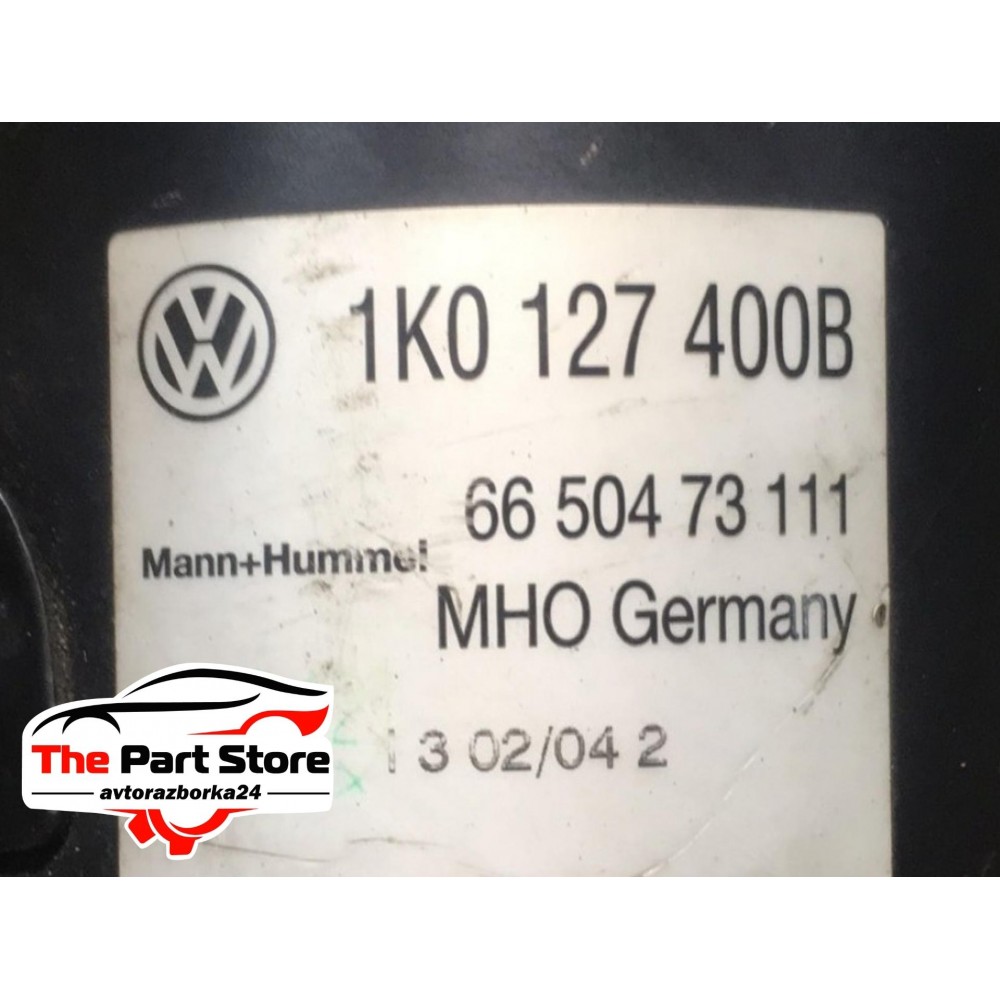 1K0 127 400B
66 504 73 111
Mann+Hummel
MHO Germany
1 3 02/04 2
The Part Store
avtorazborka24